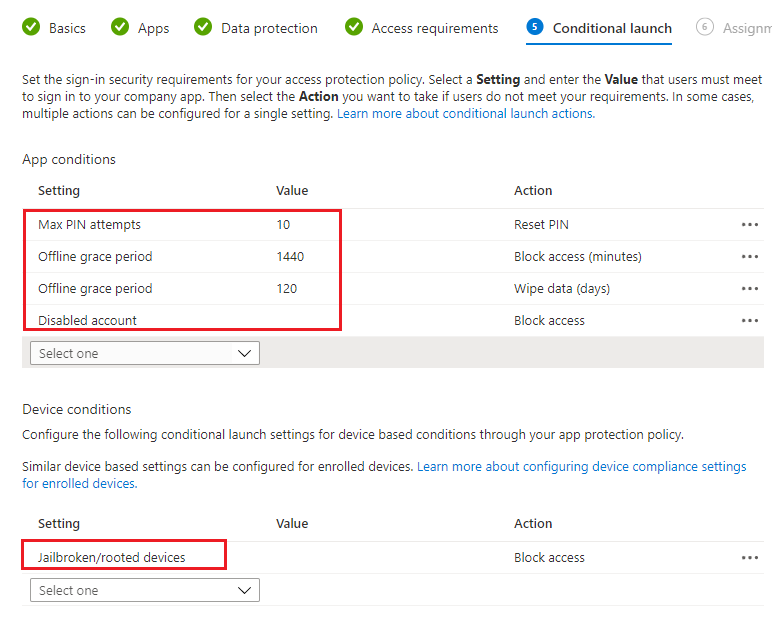 Basics Apps Data protection Access requirements 5 Conditional launch 6 Assignm
Set the sign-in security requirements for your access protection policy. Select a Setting and enter the Value that users must meet
to sign in to your company app. Then select the Action you want to take if users do not meet your requirements. In some cases,
multiple actions can be configured for a single setting. Learn more about conditional launch actions.
App conditions
Setting Value Action
Max PIN attempts 10 Reset PIN
Offline grace period 1440 Block access (minutes)
Offline grace period 120 Wipe data (days)
Disabled account Block access
Select one
Device conditions
Configure the following conditional launch settings for device based conditions through your app protection policy.
Similar device based settings can be configured for enrolled devices. Learn more about configuring device compliance settings
for enrolled devices.
Setting Value Action
Jailbroken/rooted devices Block access
Select one